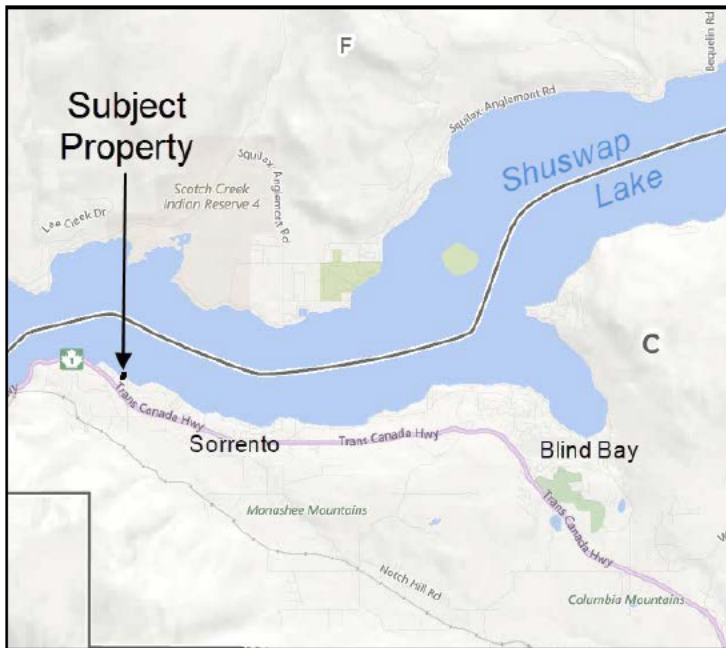 F
Bequelin Rd
Squilax-Anglemont Rd
Subject
Property
Shuswap
Lake
Squilax-
Anglemont Rd
Scotch Creek
Indian Reserve 4
Lee Creek Dr
C
1
Hwy
Trans Canada Hwy
Sorrento
Trans Canada Hwy
Blind Bay
Monashee Mountains
Trans Canada Hwy
Notch Hill Rd
Columbia Mountains